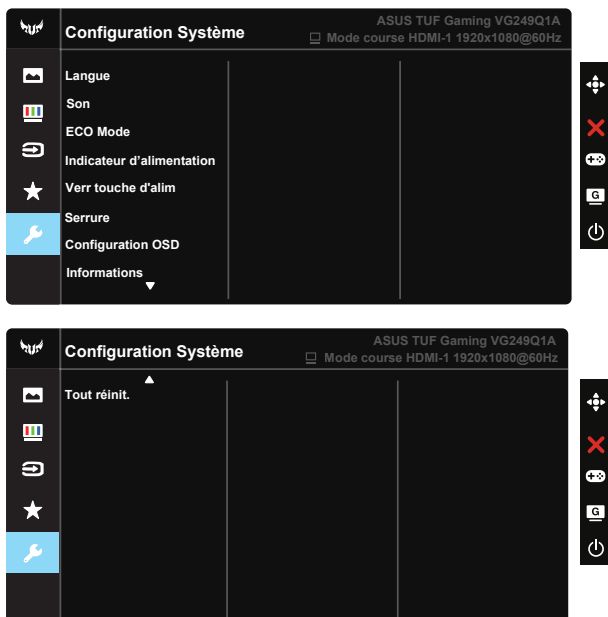 Configuration Système
ASUS TUF Gaming VG249Q1A
Mode course HDMI-1 1920x1080@60Hz
Langue
Son
ECO Mode
Indicateur d’alimentation
Verr touche d'alim
Serrure
Configuration OSD
Informations
G
Configuration Système
ASUS TUF Gaming VG249Q1A
Mode course HDMI-1 1920x1080@60Hz
Tout réinit.
G